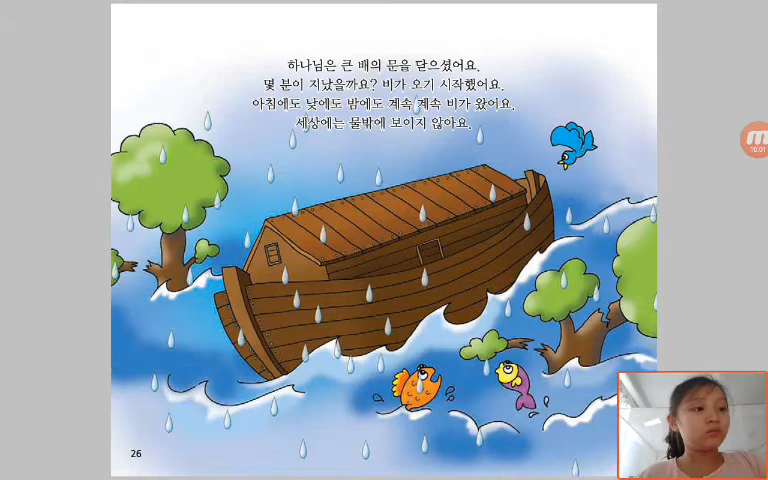 하나님은 큰 배의 문을 닫으셨어요.
몇 분이 지났을까요? 비가 오기 시작했어요.
아침에도 낮에도 밤에도 계속 계속 비가 왔어요.
세상에는 물밖에 보이지 않아요.
26
10:01